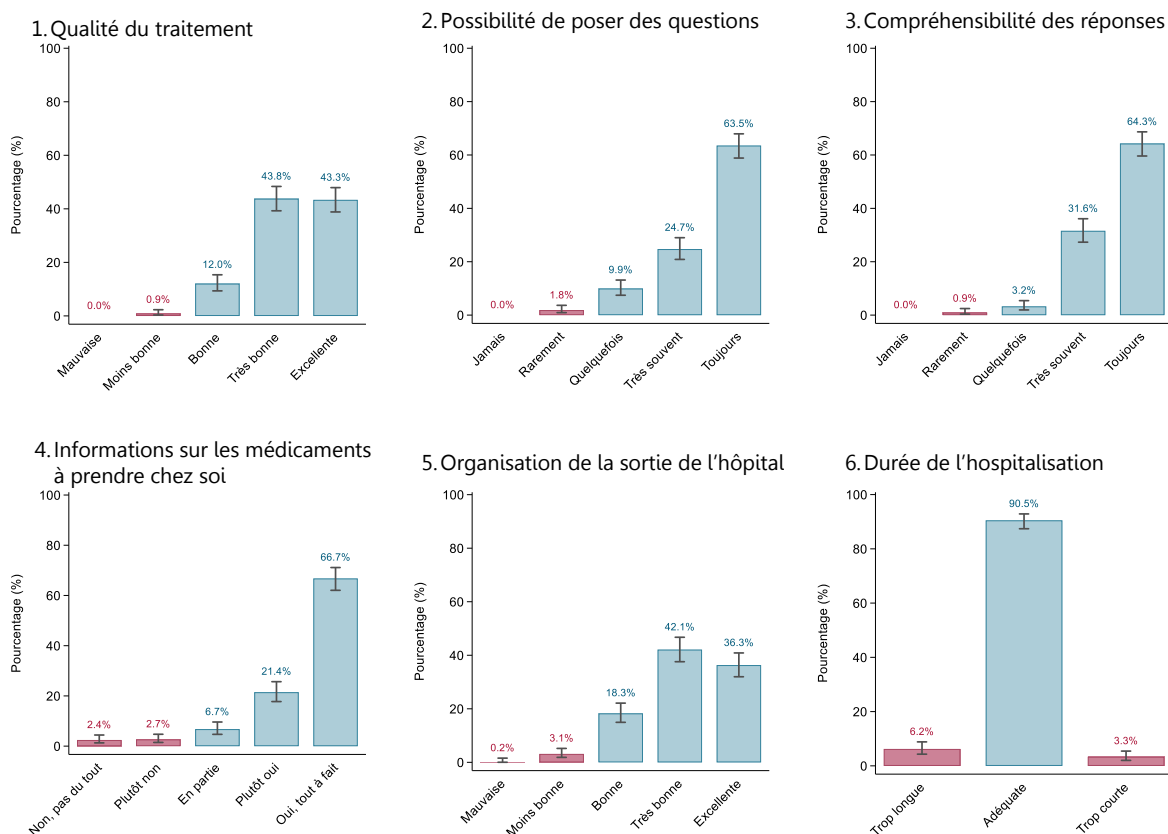 1. Qualité du traitement
Pourcentage (%)
100
80
60
40
20
0
0.0%
0.9%
12.0%
43.8%
43.3%
Mauvaise
Moins bonne
Bonne
Très bonne
Excellente
2. Possibilité de poser des questions
Pourcentage (%)
100
80
60
40
20
0
0.0%
1.8%
9.9%
24.7%
63.5%
Jamais
Rarement
Quelquefois
Très souvent
Toujours
3. Compréhensibilité des réponses
Pourcentage (%)
100
80
60
40
20
0
0.0%
0.9%
3.2%
31.6%
64.3%
Jamais
Rarement
Quelquefois
Très souvent
Toujours
4. Informations sur les médicaments
à prendre chez soi
Pourcentage (%)
100
80
60
40
20
0
2.4%
2.7%
6.7%
21.4%
66.7%
Non, pas du tout
Plutôt non
En partie
Plutôt oui
Oui, tout à fait
5. Organisation de la sortie de l’hôpital
Pourcentage (%)
100
80
60
40
20
0
0.2%
3.1%
18.3%
42.1%
36.3%
Mauvaise
Moins bonne
Bonne
Très bonne
Excellente
6. Durée de l’hospitalisation
Pourcentage (%)
100
80
60
40
20
0
6.2%
90.5%
3.3%
Trop longue
Adéquate
Trop courte